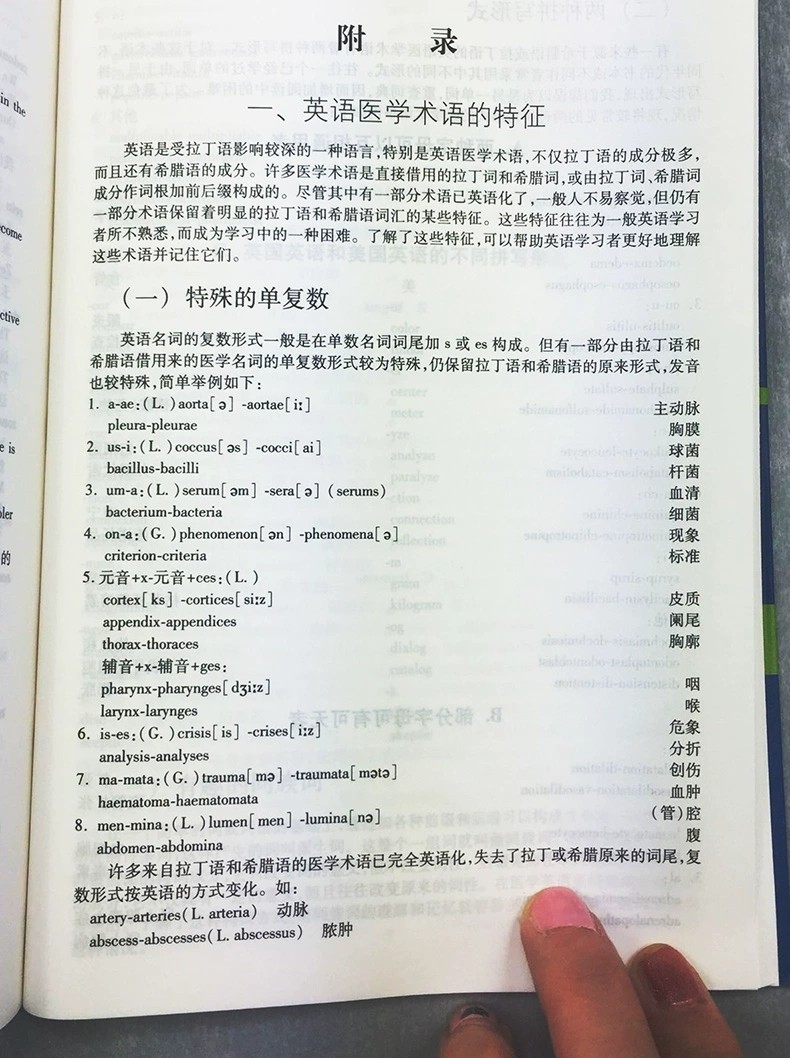 附 录
一、英语医学术语的特征
英语是受拉丁语影响较深的一种语言,特别是英语医学术语,不仅拉丁语的成分极多,
而且还有希腊语的成分。许多医学术语是直接借用的拉丁词和希腊词,或由拉丁词、希腊词
成分作词根加前后缀构成的。尽管其中有一部分术语已英语化了,一般人不易察觉,但仍有
一部分术语保留着明显的拉丁语和希腊语词汇的某些特征。这些特征往往为一般英语学习
者所不熟悉,而成为学习中的一种困难。了解了这些特征,可以帮助英语学习者更好地理解
这些术语并记住它们。
(一)特殊的单复数
英语名词的复数形式一般是在单数名词词尾加 s 或 es 构成。但有一部分由拉丁语和
希腊语借用来的医学名词的单复数形式较为特殊,仍保留拉丁语和希腊语的原来形式,发音
也较特殊,简单举例如下:
1. a-ae:(L.)aorta[ə] -aortae[iː] 主动脉
pleura-pleurae 胸膜
2. us-i:(L.)coccus[əs] -cocci[ai] 球菌
bacillus-bacilli 杆菌
3. um-a:(L.)serum[əm] -sera[ə] (serums) 血清
bacterium-bacteria 细菌
4. on-a:(G.)phenomenon[ən] -phenomena[ə] 现象
criterion-criteria 标准
5. 元音+x-元音+ces:(L.)
cortex[ks] -cortices[siːz] 皮质
appendix-appendices 阑尾
thorax-thoraces 胸廓
辅音+x-辅音+ges:
pharynx-pharynges[dʒiːz] 咽
larynx-larynges 喉
6. is-es:(G.)crisis[is] -crises[iːz] 危象
analysis-analyses 分折
7. ma-mata:(G.)trauma[mə] -traumata[mətə] 创伤
haematoma-haematomata 血肿
8. men-mina:(L.)lumen[men] -lumina[nə] (管)腔
abdomen-abdomina 腹
许多来自拉丁语和希腊语的医学术语已完全英语化,失去了拉丁或希腊原来的词尾,复
数形式按英语的方式变化。如:
artery-arteries(L. arteria) 动脉
abscess-abscesses(L. abscessus) 脓肿